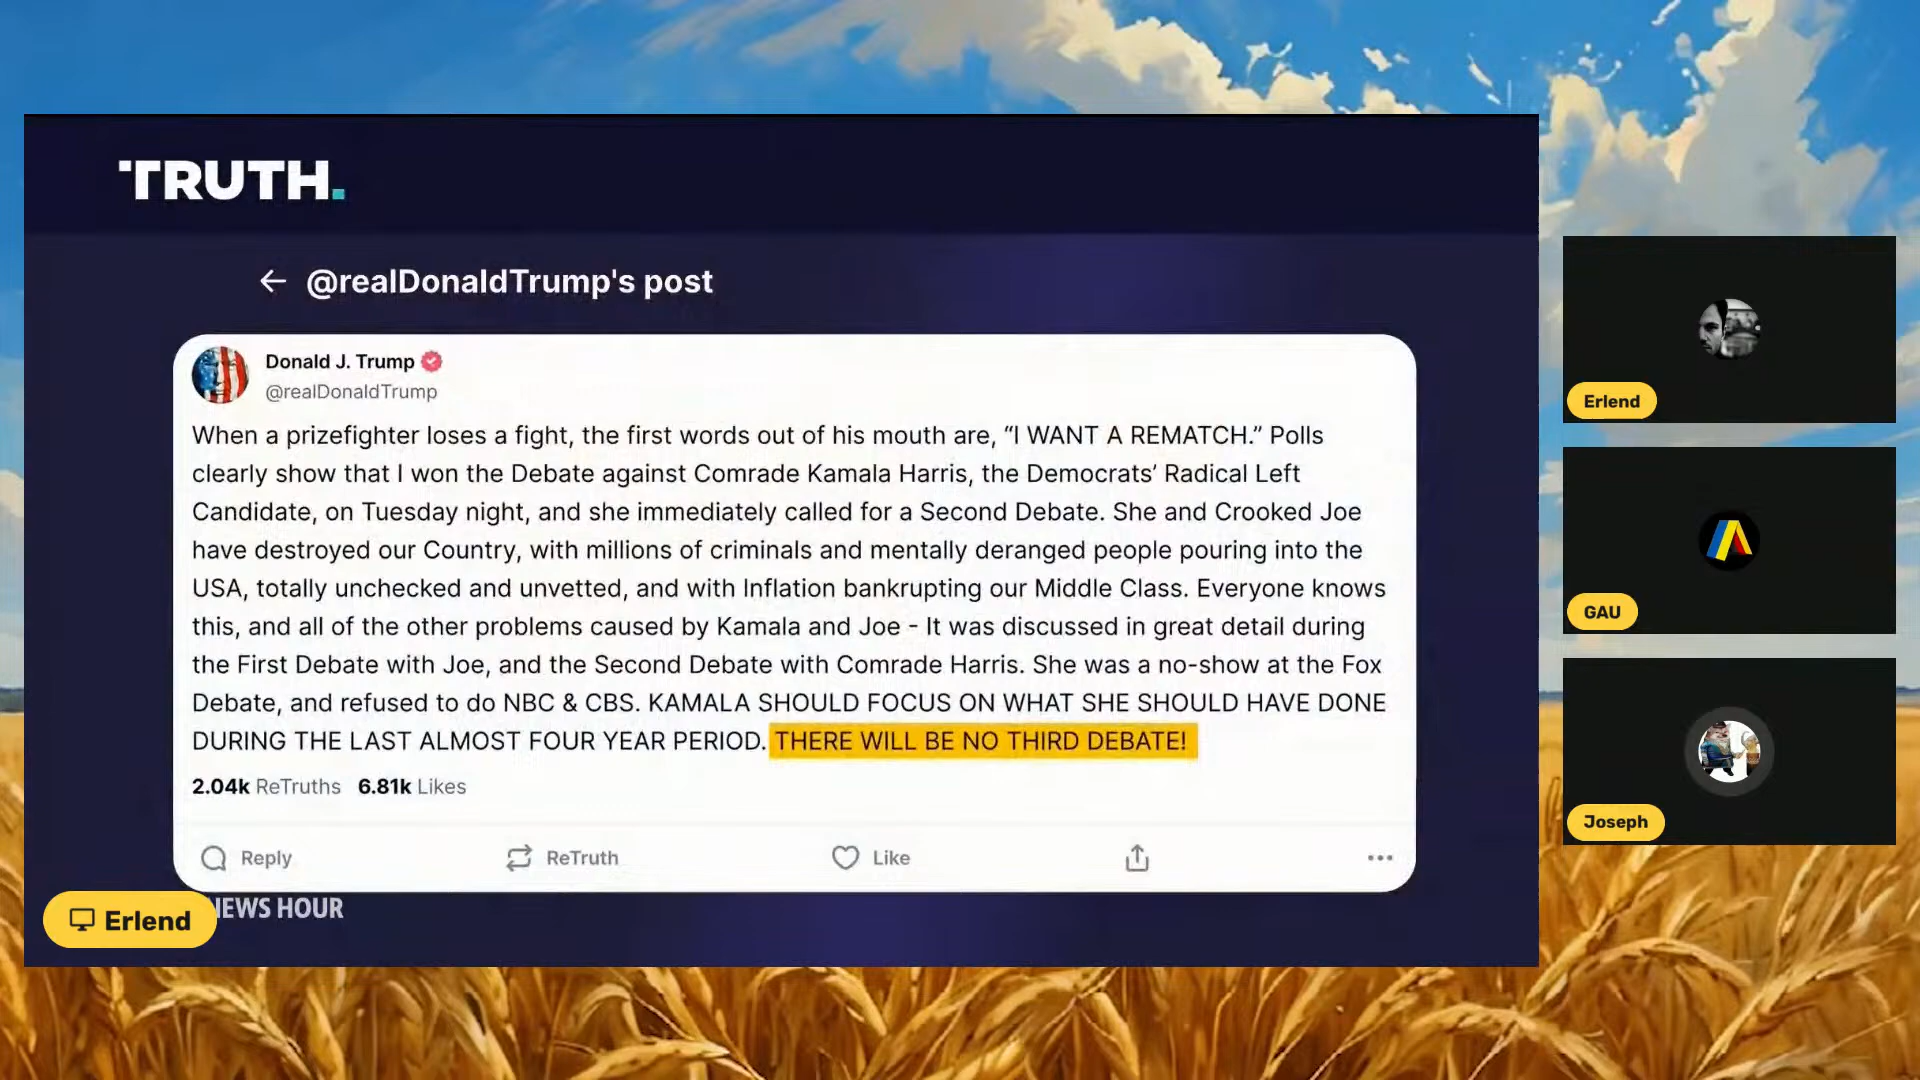 TRUTH.
@realDonaldTrump's post
Donald J. Trump
@realDonaldTrump
When a prizefighter loses a fight, the first words out of his mouth are, “I WANT A REMATCH.” Polls
clearly show that I won the Debate against Comrade Kamala Harris, the Democrats’ Radical Left
Candidate, on Tuesday night, and she immediately called for a Second Debate. She and Crooked Joe
have destroyed our Country, with millions of criminals and mentally deranged people pouring into the
USA, totally unchecked and unvetted, and with Inflation bankrupting our Middle Class. Everyone knows
this, and all of the other problems caused by Kamala and Joe - It was discussed in great detail during
the First Debate with Joe, and the Second Debate with Comrade Harris. She was a no-show at the Fox
Debate, and refused to do NBC & CBS. KAMALA SHOULD FOCUS ON WHAT SHE SHOULD HAVE DONE
DURING THE LAST ALMOST FOUR YEAR PERIOD. THERE WILL BE NO THIRD DEBATE!
2.04k ReTruths 6.81k Likes
Reply ReTruth Like
NEWS HOUR
Erlend
Erlend
GAU
Joseph